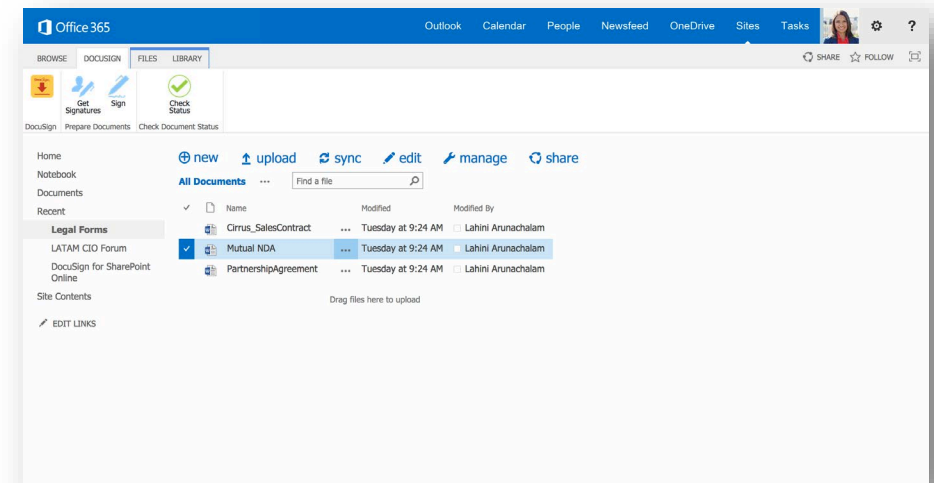 Office 365 Outlook Calendar People Newsfeed OneDrive Sites Tasks ?
BROWSE DOCUSIGN FILES LIBRARY SHARE FOLLOW
Get Signatures Sign Check Status
DocuSign Prepare Documents Check Document Status
Home
Notebook
Documents
Recent
Legal Forms
LATAM CIO Forum
DocuSign for SharePoint
Online
Site Contents
EDIT LINKS
new upload sync edit manage share
All Documents ... Find a file
Name Modified Modified By
Cirrus_SalesContract ... Tuesday at 9:24 AM Lahini Arunachalam
Mutual NDA ... Tuesday at 9:24 AM Lahini Arunachalam
PartnershipAgreement ... Tuesday at 9:24 AM Lahini Arunachalam
Drag files here to upload